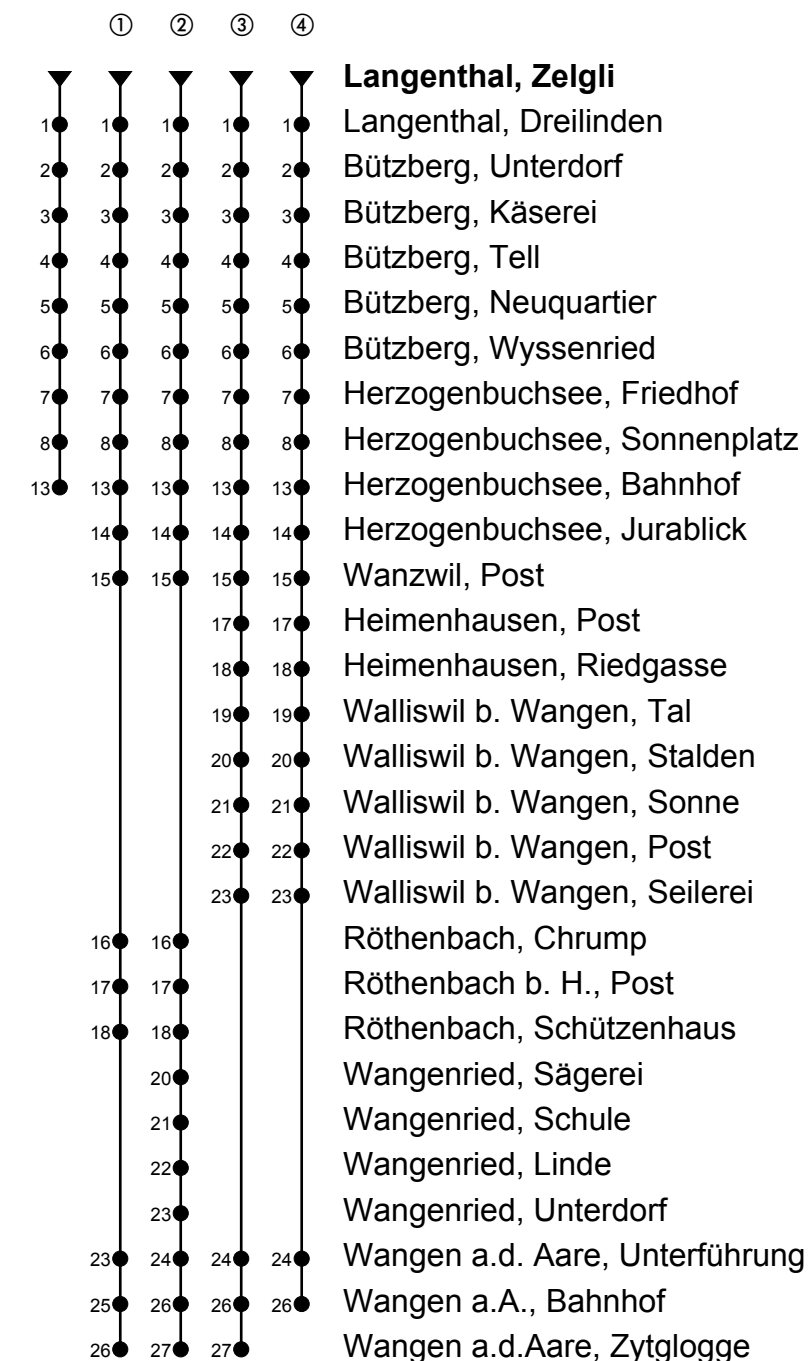 ① ② ③ ④
Langenthal, Zelgli
1 1 1 1 1 Langenthal, Dreilinden
2 2 2 2 2 Bützberg, Unterdorf
3 3 3 3 3 Bützberg, Käserei
4 4 4 4 4 Bützberg, Tell
5 5 5 5 5 Bützberg, Neuquartier
6 6 6 6 6 Bützberg, Wyssenried
7 7 7 7 7 Herzogenbuchsee, Friedhof
8 8 8 8 8 Herzogenbuchsee, Sonnenplatz
13 13 13 13 13 Herzogenbuchsee, Bahnhof
14 14 14 14 Herzogenbuchsee, Jurablick
15 15 15 15 Wanzwil, Post
17 17 Heimenhausen, Post
18 18 Heimenhausen, Riedgasse
19 19 Walliswil b. Wangen, Tal
20 20 Walliswil b. Wangen, Stalden
21 21 Walliswil b. Wangen, Sonne
22 22 Walliswil b. Wangen, Post
23 23 Walliswil b. Wangen, Seilerei
16 16 Röthenbach, Chrump
17 17 Röthenbach b. H., Post
18 18 Röthenbach, Schützenhaus
20 Wangenried, Sägerei
21 Wangenried, Schule
22 Wangenried, Linde
23 Wangenried, Unterdorf
23 24 24 24 Wangen a.d. Aare, Unterführung
25 26 26 26 Wangen a.A., Bahnhof
26 27 27 Wangen a.d.Aare, Zytglogge